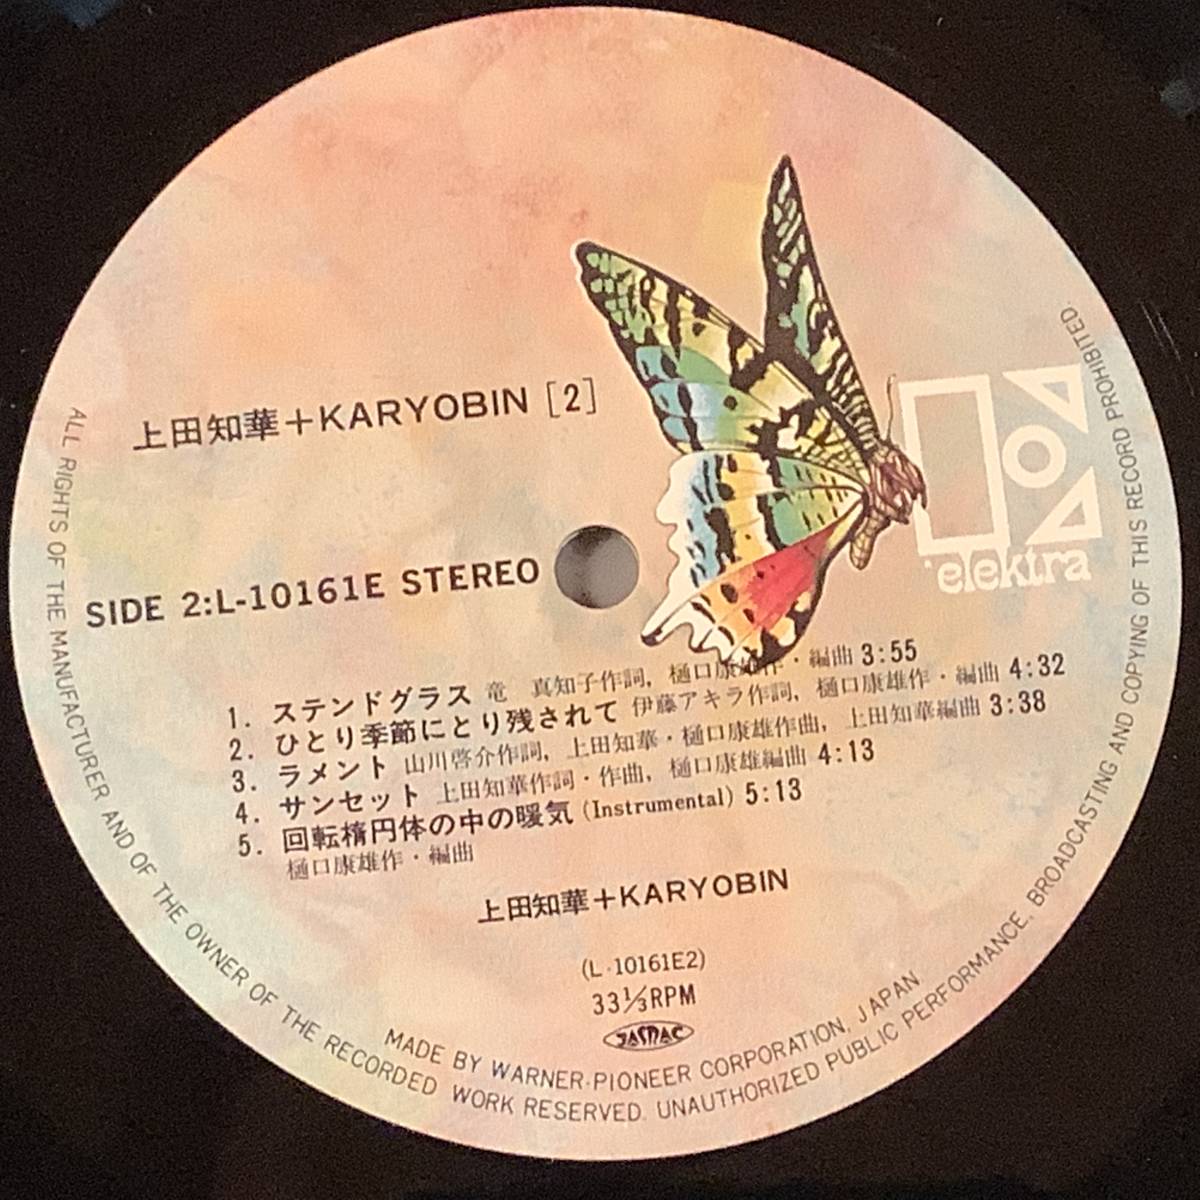 上田知華+KARYOBIN [2]
SIDE 2:L-10161E STEREO
elektra
1. ステンドグラス 竜 真知子作詞, 樋口康雄作・編曲 3:55
2. ひとり季節にとり残されて 伊藤アキラ作詞, 樋口康雄作・編曲 4:32
3. ラメント 山川啓介作詞, 上田知華・樋口康雄作曲, 上田知華編曲 3:38
4. サンセット 上田知華作詞・作曲, 樋口康雄編曲 4:13
5. 回転楕円体の中の暖気 (Instrumental) 5:13
樋口康雄作・編曲
上田知華+KARYOBIN
(L-10161E2)
33⅓RPM
JASRAC
MADE BY WARNER-PIONEER CORPORATION, JAPAN
ALL RIGHTS OF THE MANUFACTURER AND OF THE OWNER OF THE RECORDED WORK RESERVED. UNAUTHORIZED PUBLIC PERFORMANCE, BROADCASTING AND COPYING OF THIS RECORD PROHIBITED.